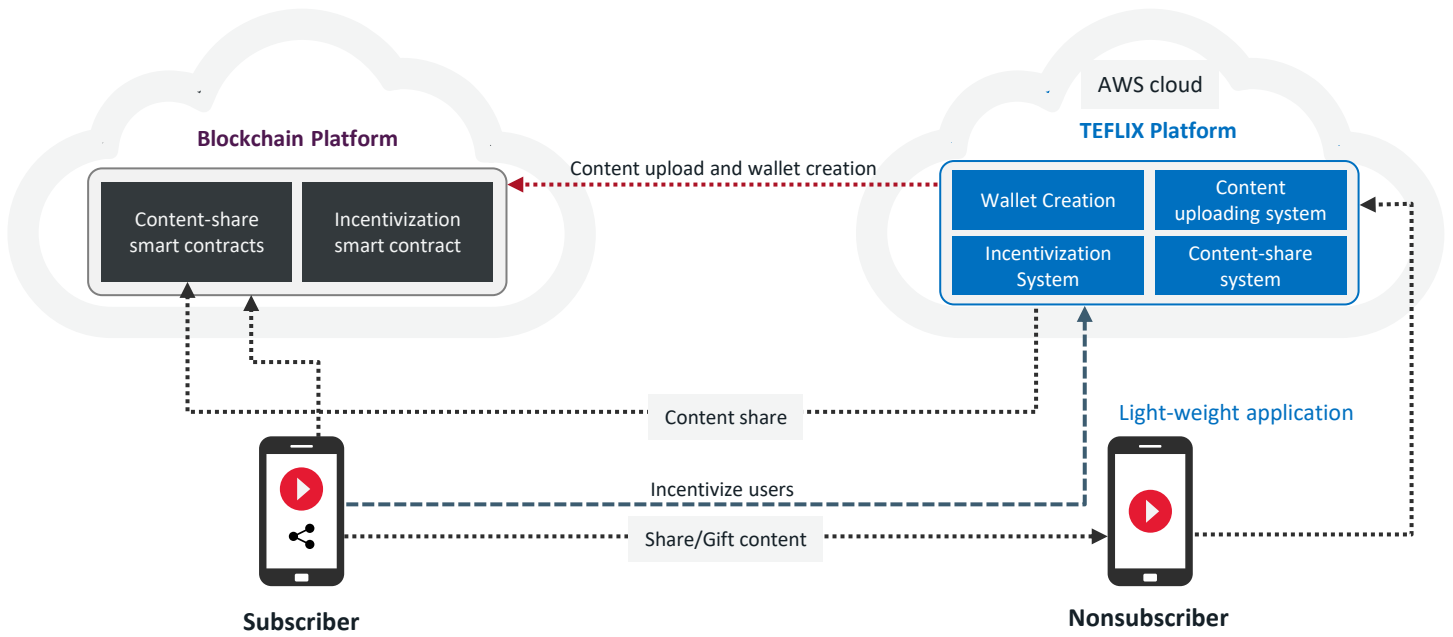 AWS cloud
Blockchain Platform
TEFLIX Platform
Content upload and wallet creation
Content-share
smart contracts
Incentivization
smart contract
Wallet Creation
Content
uploading system
Incentivization
System
Content-share
system
Content share
Light-weight application
Incentivize users
Share/Gift content
Subscriber
Nonsubscriber